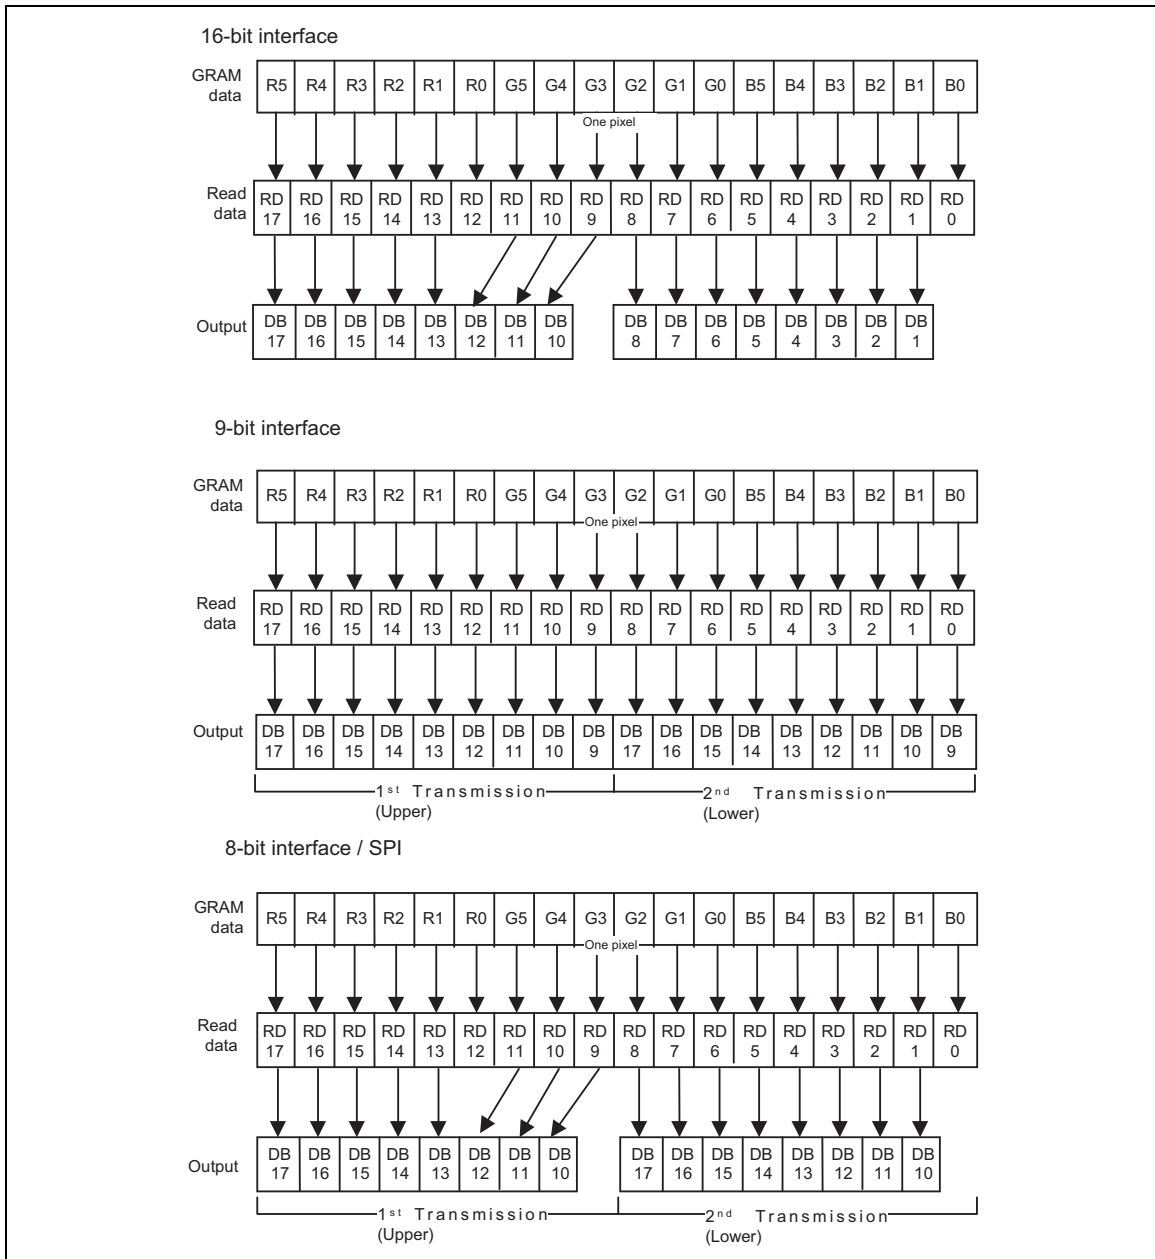 16-bit interface
GRAM data R5 R4 R3 R2 R1 R0 G5 G4 G3 G2 G1 G0 B5 B4 B3 B2 B1 B0
One pixel
Read data RD 17 RD 16 RD 15 RD 14 RD 13 RD 12 RD 11 RD 10 RD 9 RD 8 RD 7 RD 6 RD 5 RD 4 RD 3 RD 2 RD 1 RD 0
Output DB 17 DB 16 DB 15 DB 14 DB 13 DB 12 DB 11 DB 10 DB 8 DB 7 DB 6 DB 5 DB 4 DB 3 DB 2 DB 1
9-bit interface
GRAM data R5 R4 R3 R2 R1 R0 G5 G4 G3 G2 G1 G0 B5 B4 B3 B2 B1 B0
One pixel
Read data RD 17 RD 16 RD 15 RD 14 RD 13 RD 12 RD 11 RD 10 RD 9 RD 8 RD 7 RD 6 RD 5 RD 4 RD 3 RD 2 RD 1 RD 0
Output DB 17 DB 16 DB 15 DB 14 DB 13 DB 12 DB 11 DB 10 DB 9 DB 17 DB 16 DB 15 DB 14 DB 13 DB 12 DB 11 DB 10 DB 9
1st Transmission 2nd Transmission
(Upper) (Lower)
8-bit interface / SPI
GRAM data R5 R4 R3 R2 R1 R0 G5 G4 G3 G2 G1 G0 B5 B4 B3 B2 B1 B0
One pixel
Read data RD 17 RD 16 RD 15 RD 14 RD 13 RD 12 RD 11 RD 10 RD 9 RD 8 RD 7 RD 6 RD 5 RD 4 RD 3 RD 2 RD 1 RD 0
Output DB 17 DB 16 DB 15 DB 14 DB 13 DB 12 DB 11 DB 10 DB 17 DB 16 DB 15 DB 14 DB 13 DB 12 DB 11 DB 10
1st Transmission 2nd Transmission
(Upper) (Lower)